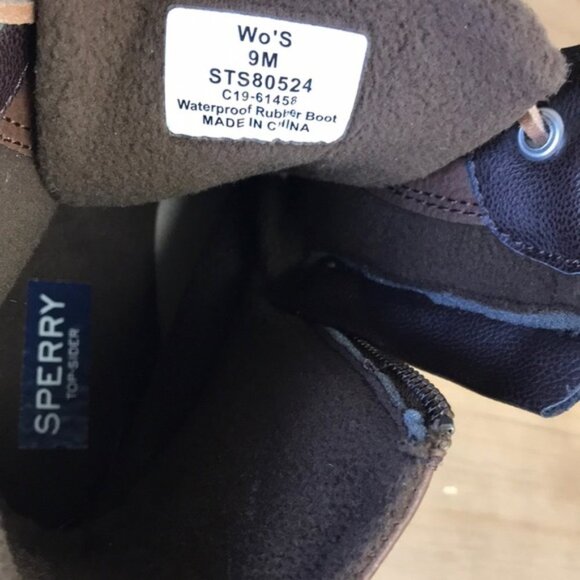 Wo'S
9M
STS80524
C19-61458
Waterproof Rubber Boot
MADE IN CHINA
SPERRY
TOP-SIDER